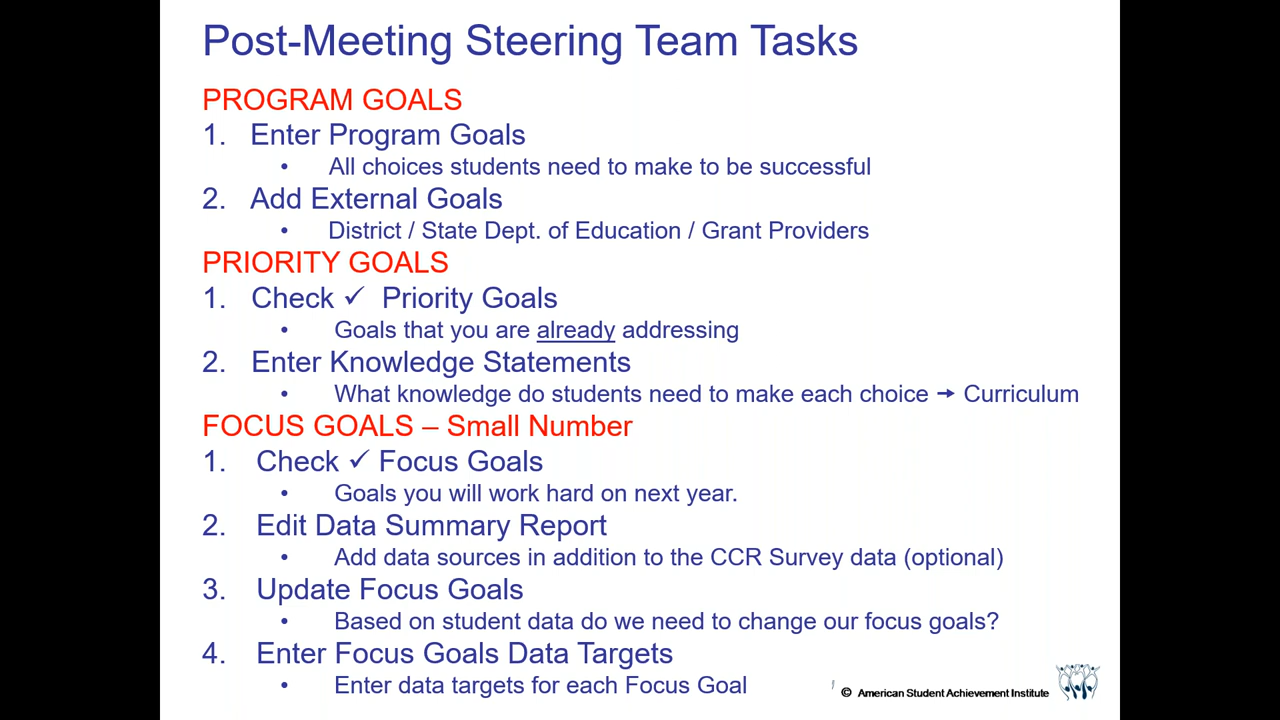 Post-Meeting Steering Team Tasks
PROGRAM GOALS
1. Enter Program Goals
• All choices students need to make to be successful
2. Add External Goals
• District / State Dept. of Education / Grant Providers
PRIORITY GOALS
1. Check ✓ Priority Goals
• Goals that you are already addressing
2. Enter Knowledge Statements
• What knowledge do students need to make each choice → Curriculum
FOCUS GOALS – Small Number
1. Check ✓ Focus Goals
• Goals you will work hard on next year.
2. Edit Data Summary Report
• Add data sources in addition to the CCR Survey data (optional)
3. Update Focus Goals
• Based on student data do we need to change our focus goals?
4. Enter Focus Goals Data Targets
• Enter data targets for each Focus Goal
© American Student Achievement Institute